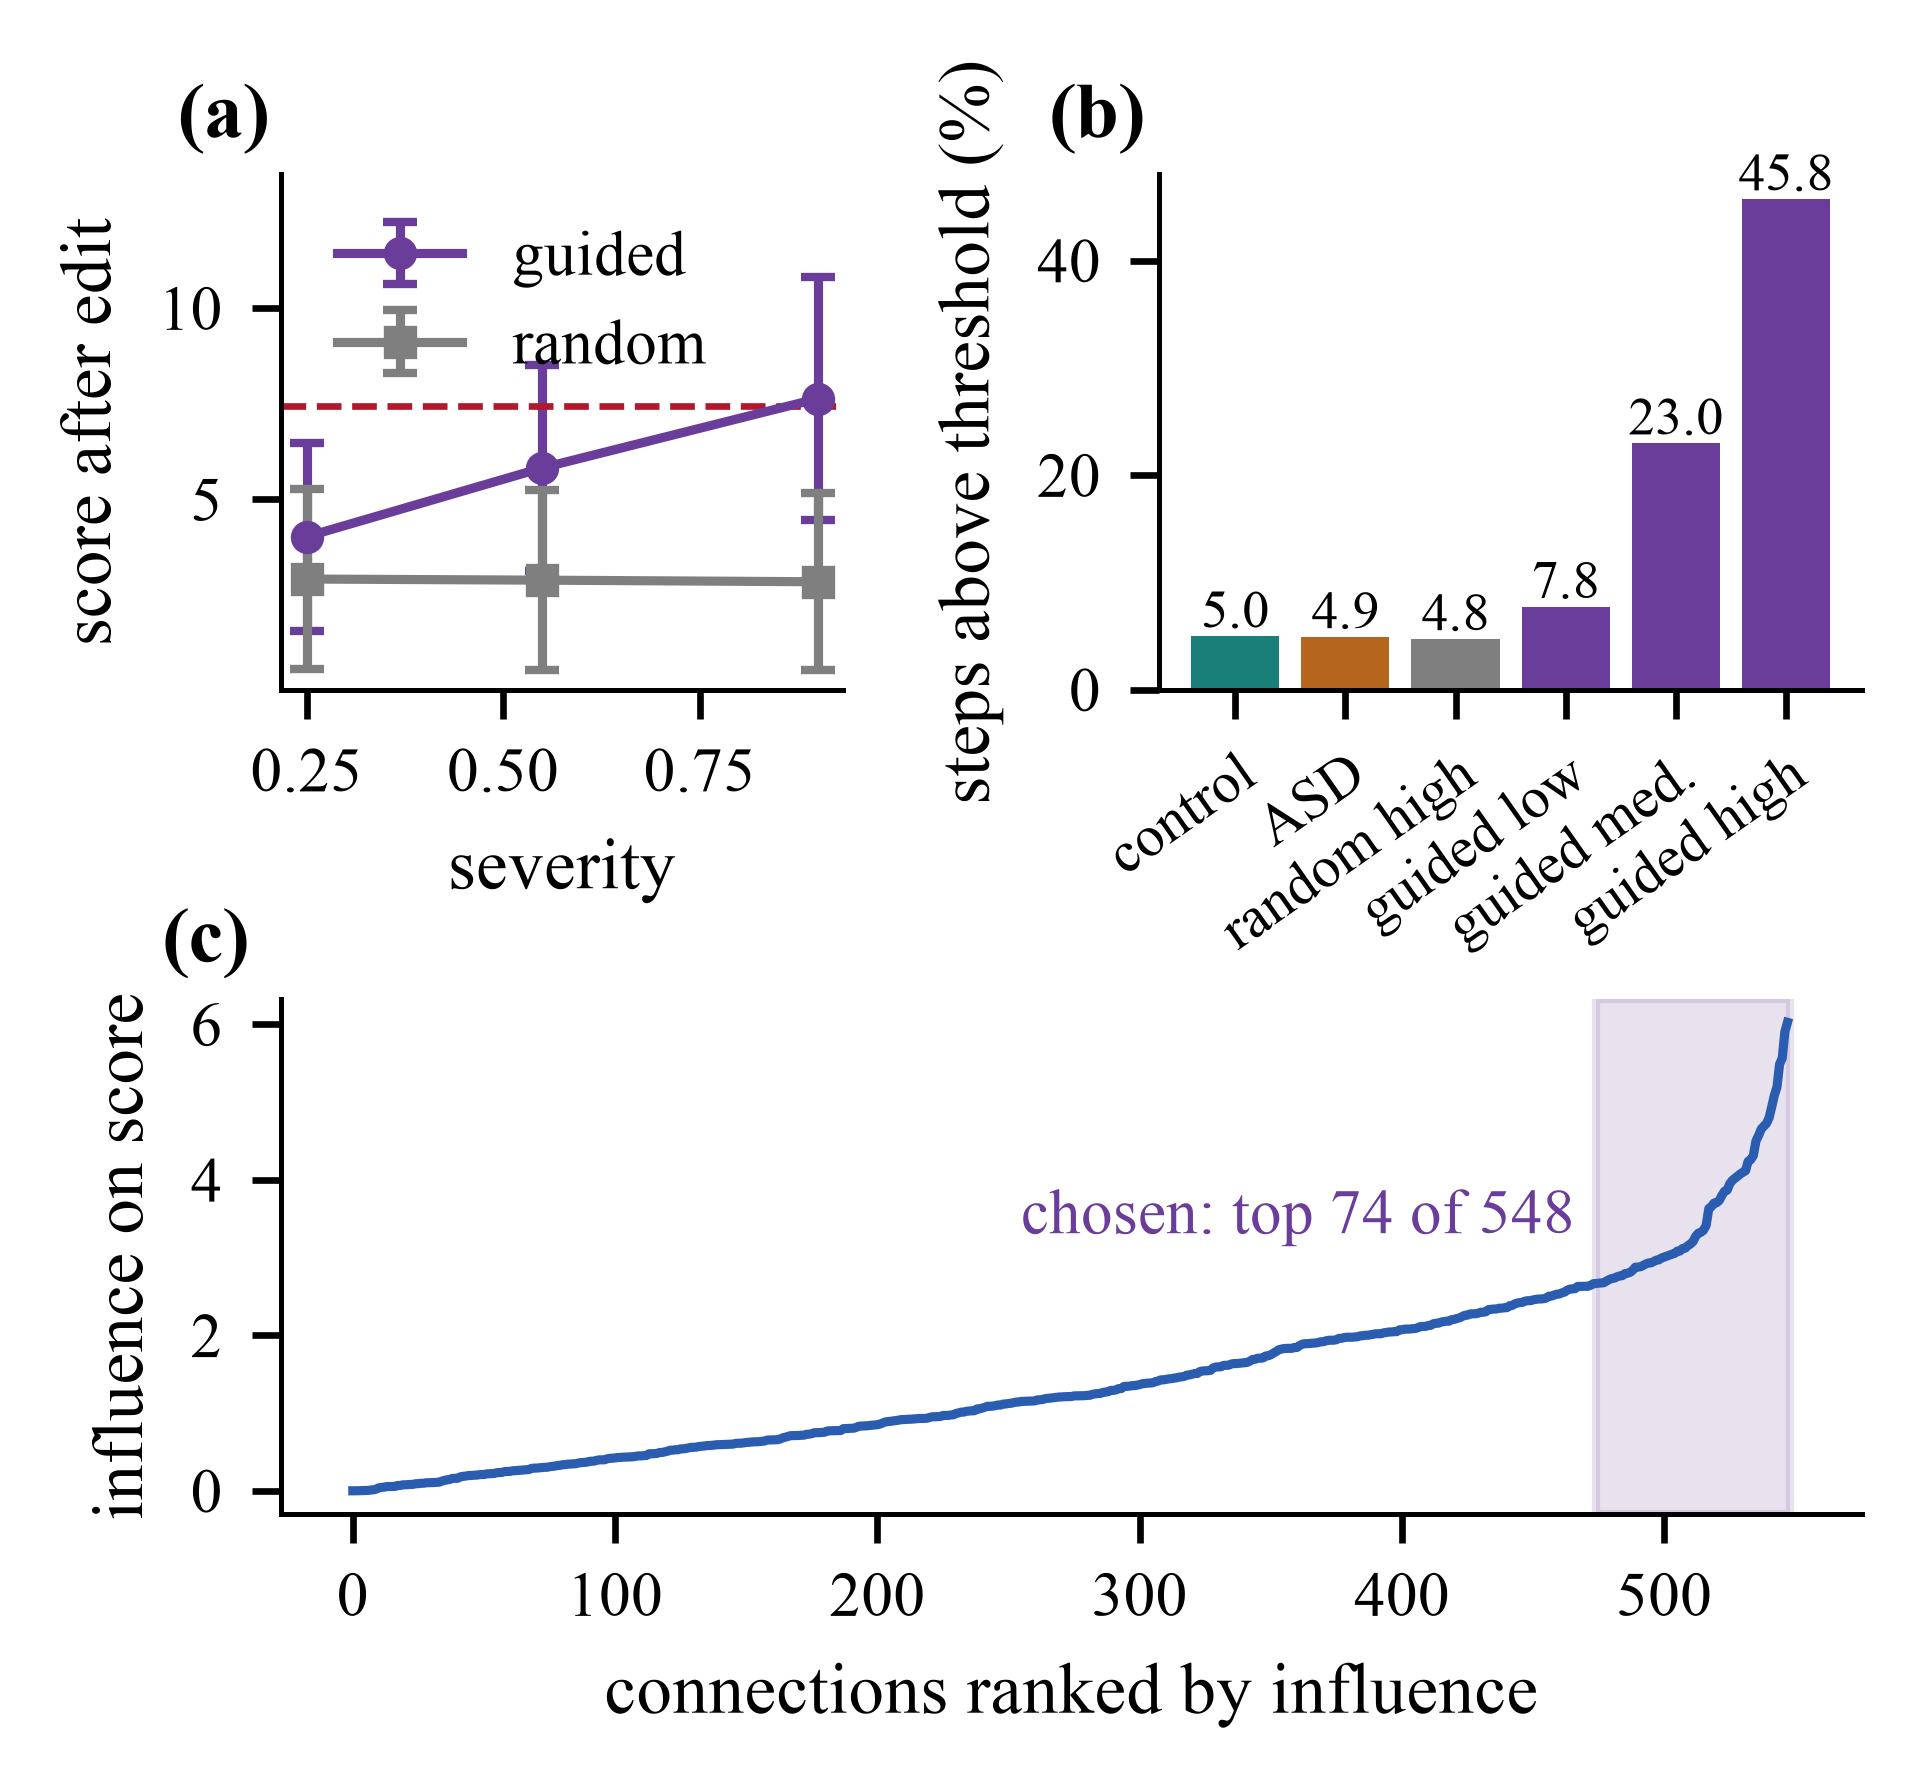 (a)
score after edit
10
5
guided
random
0.25 0.50 0.75
severity
(b)
steps above threshold (%)
40
20
0
5.0
4.9
4.8
7.8
23.0
45.8
control
ASD
random high
guided low
guided med.
guided high
(c)
influence on score
6
4
2
0
chosen: top 74 of 548
0 100 200 300 400 500
connections ranked by influence